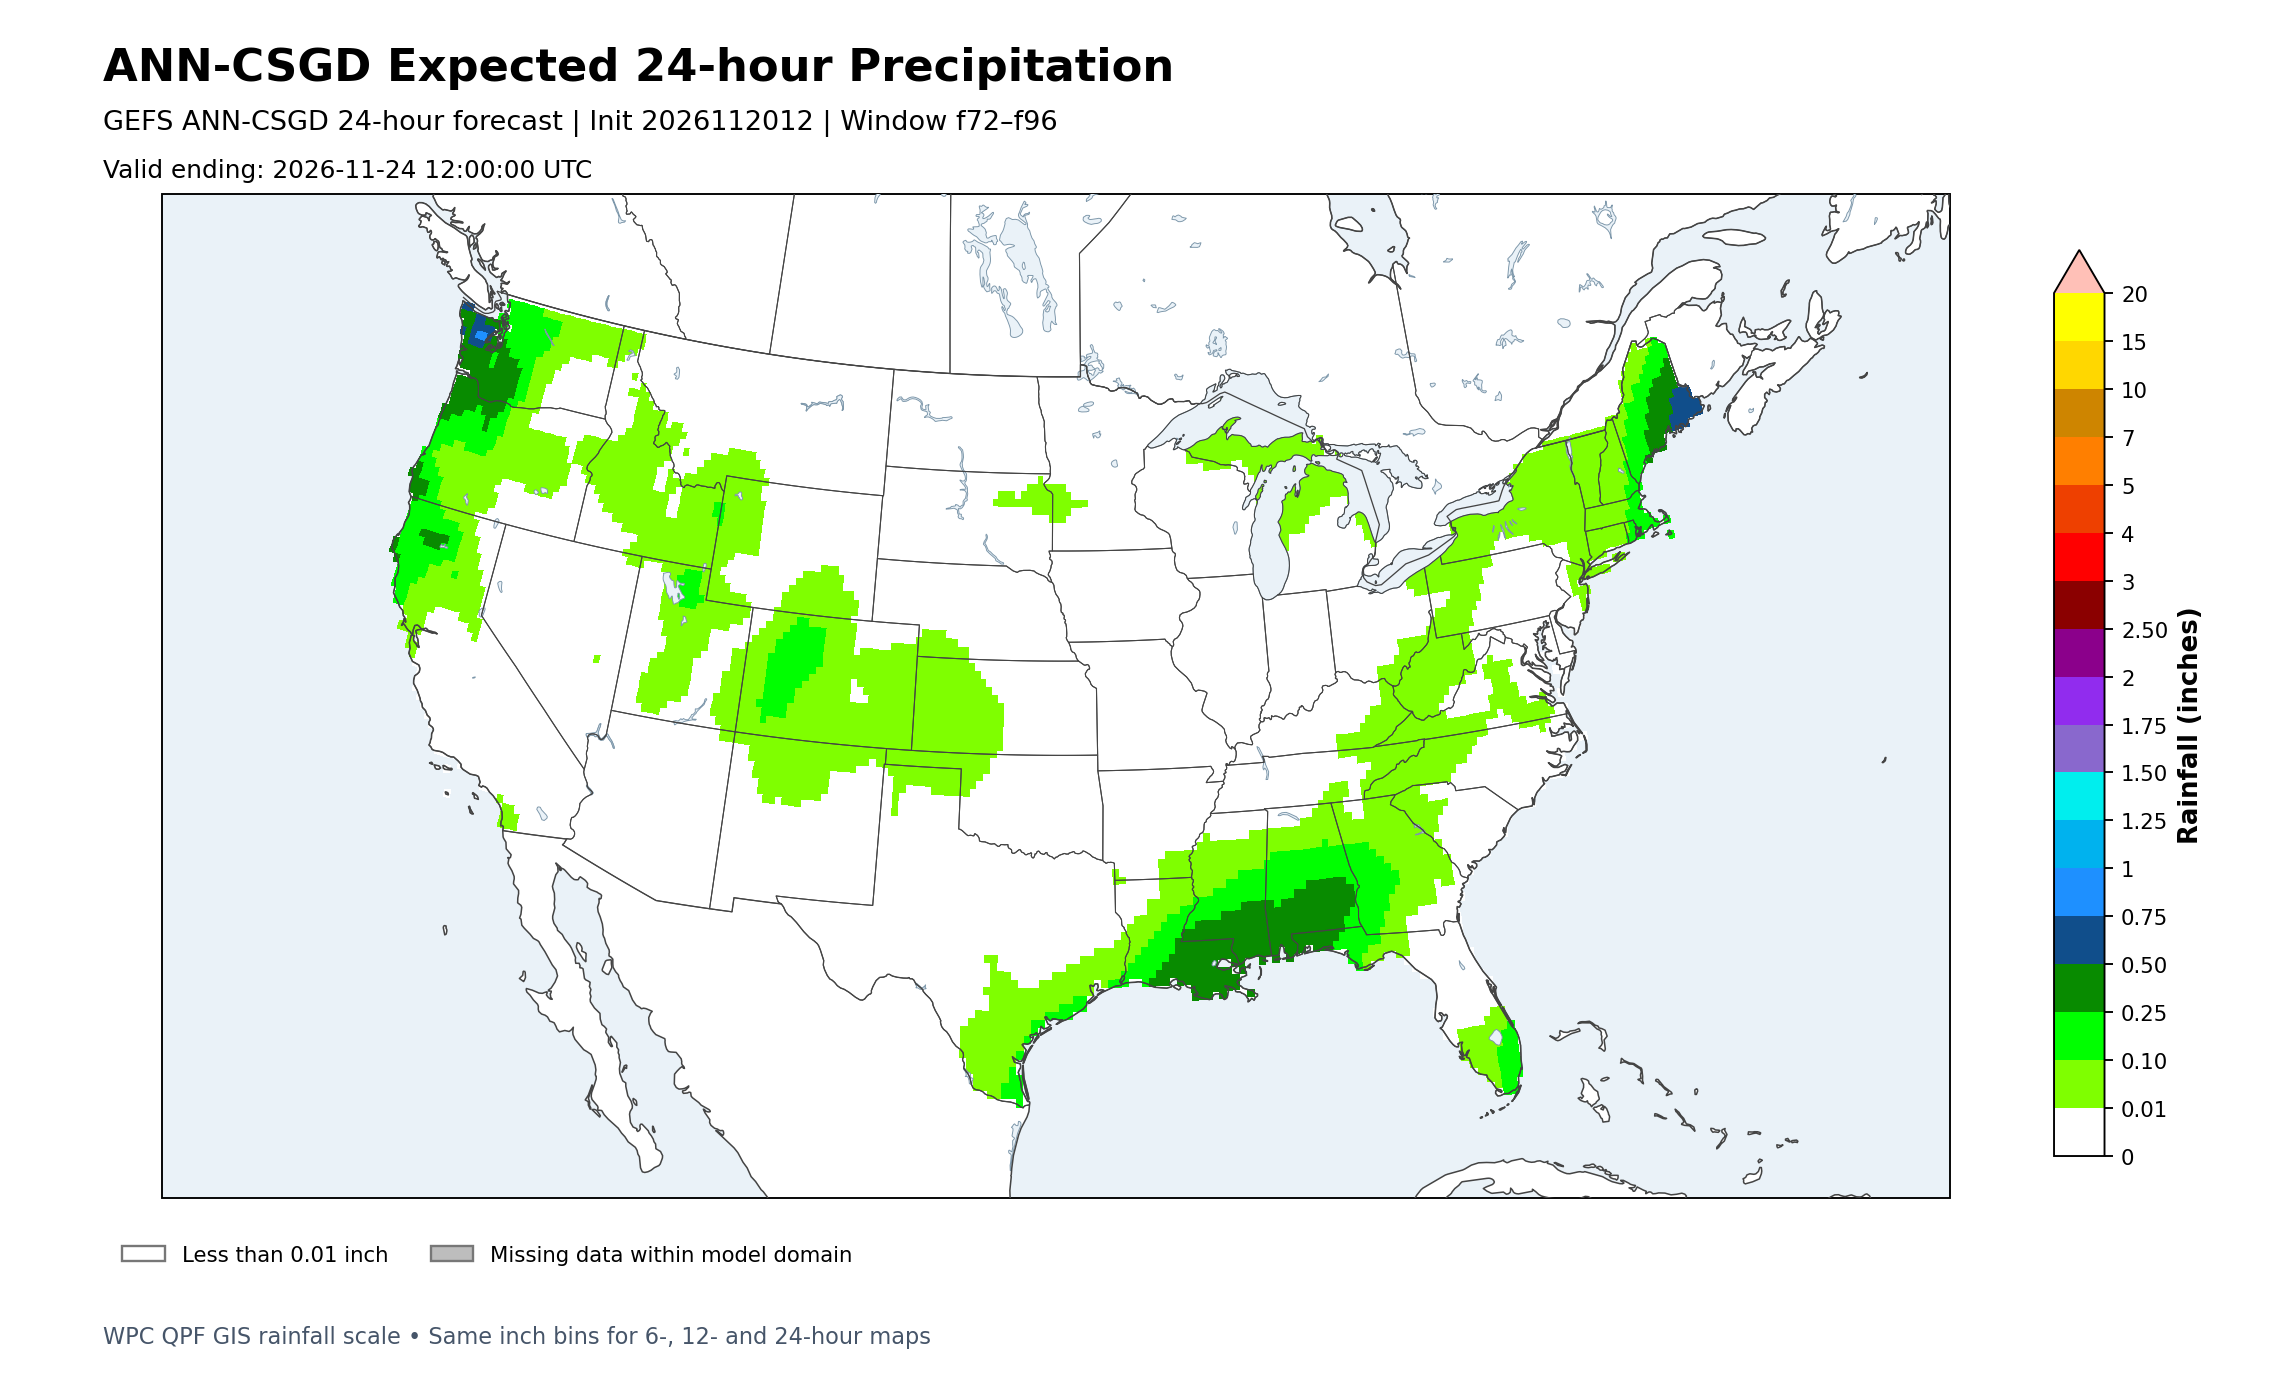 ANN-CSGD Expected 24-hour Precipitation
GEFS ANN-CSGD 24-hour forecast | Init 2026112012 | Window f72–f96
Valid ending: 2026-11-24 12:00:00 UTC
20
15
10
7
5
4
3
2.50
2
1.75
1.50
1.25
1
0.75
0.50
0.25
0.10
0.01
0
Rainfall (inches)
Less than 0.01 inch
Missing data within model domain
WPC QPF GIS rainfall scale • Same inch bins for 6-, 12- and 24-hour maps